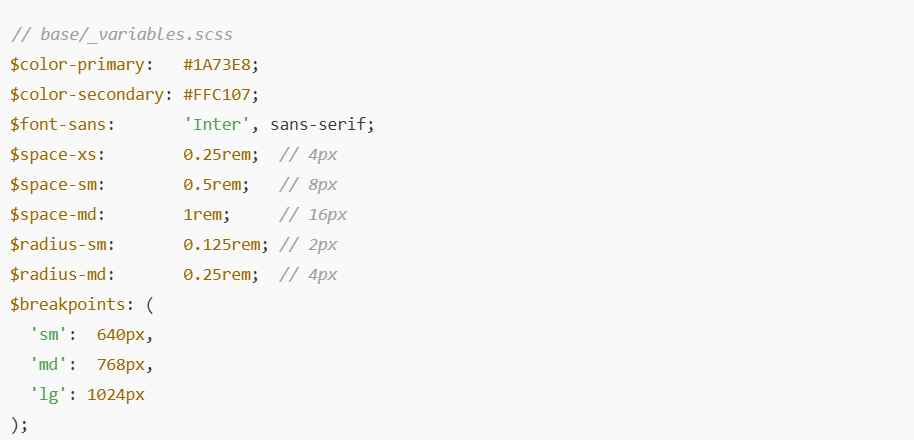 // base/_variables.scss
$color-primary:   #1A73E8;
$color-secondary: #FFC107;
$font-sans:       'Inter', sans-serif;
$space-xs:        0.25rem;  // 4px
$space-sm:        0.5rem;   // 8px
$space-md:        1rem;     // 16px
$radius-sm:       0.125rem; // 2px
$radius-md:       0.25rem;  // 4px
$breakpoints: (
  'sm':  640px,
  'md':  768px,
  'lg': 1024px
);